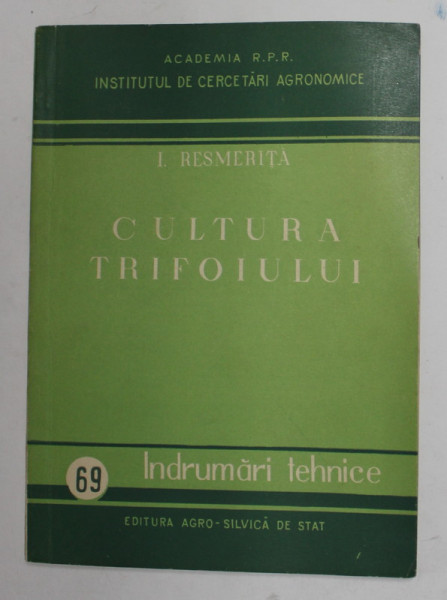 ACADEMIA R.P.R.
INSTITUTUL DE CERCETĂRI AGRONOMICE
I. RESMERIȚĂ
CULTURA
TRIFOIULUI
69 Indrumări tehnice
EDITURA AGRO-SILVICĂ DE STAT